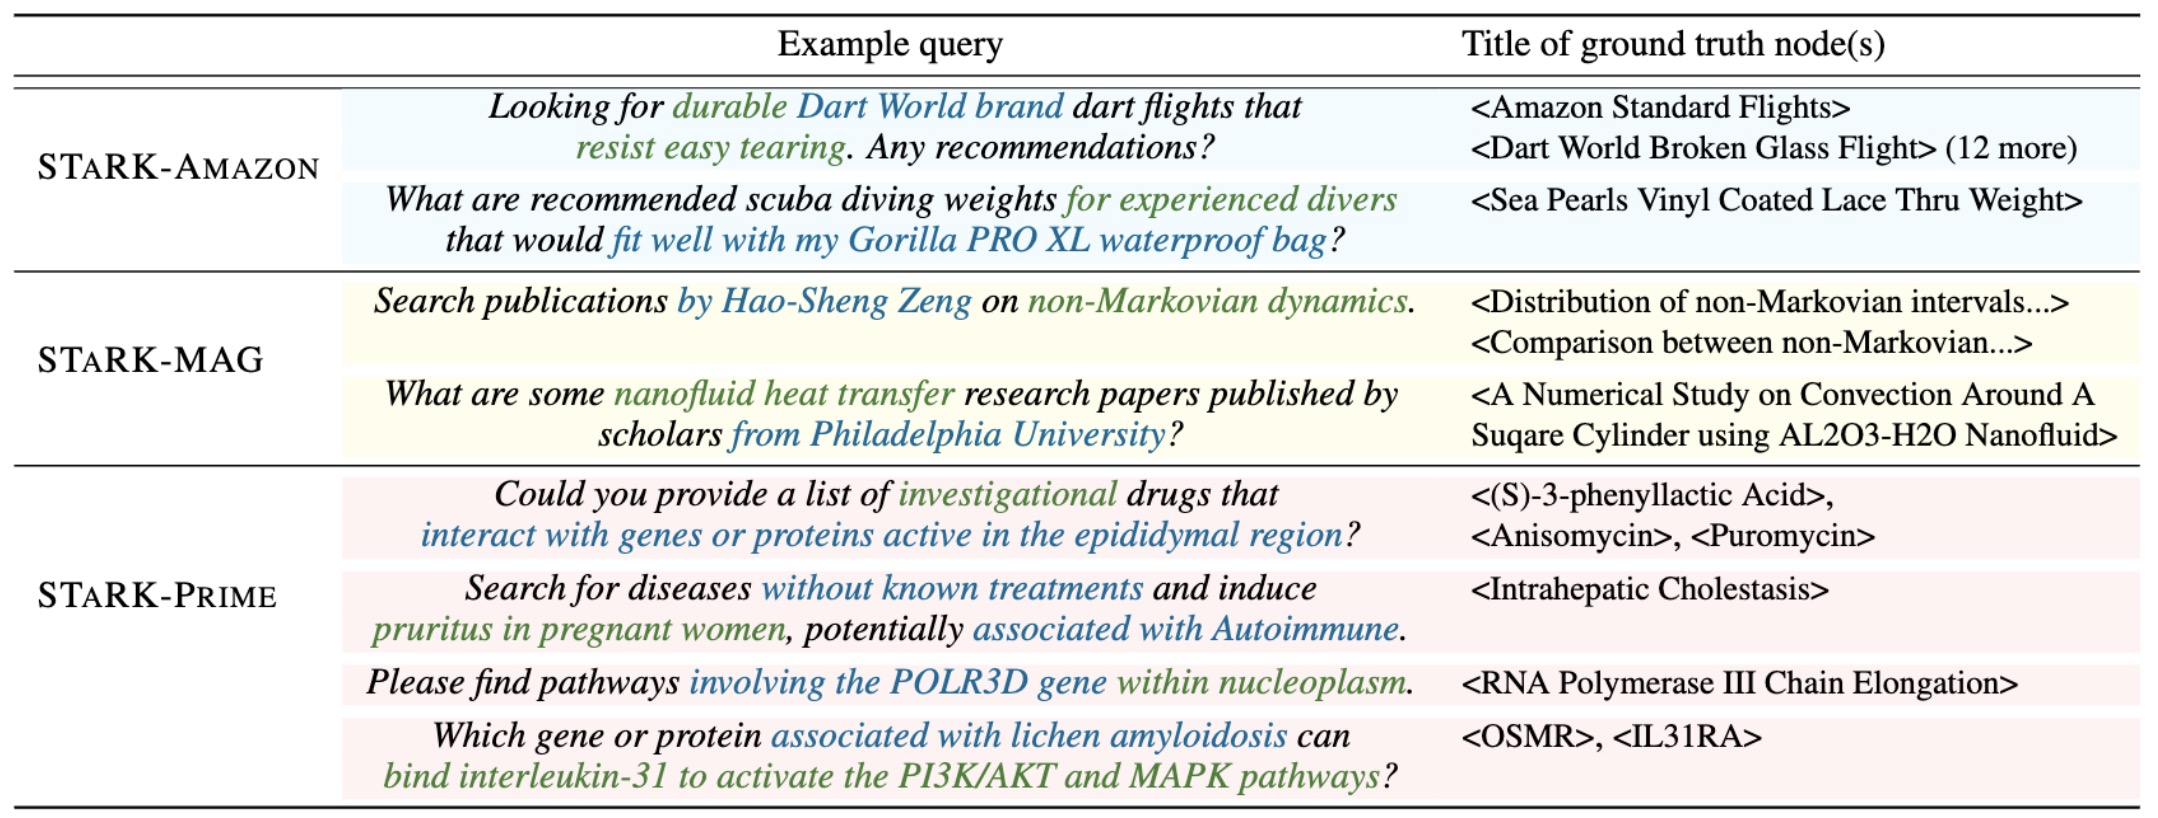 Example query Title of ground truth node(s)
STARK-AMAZON
Looking for durable Dart World brand dart flights that
resist easy tearing. Any recommendations?
<Amazon Standard Flights>
<Dart World Broken Glass Flight> (12 more)
What are recommended scuba diving weights for experienced divers
that would fit well with my Gorilla PRO XL waterproof bag?
<Sea Pearls Vinyl Coated Lace Thru Weight>
STARK-MAG
Search publications by Hao-Sheng Zeng on non-Markovian dynamics.
<Distribution of non-Markovian intervals...>
<Comparison between non-Markovian...>
What are some nanofluid heat transfer research papers published by
scholars from Philadelphia University?
<A Numerical Study on Convection Around A
Suqare Cylinder using AL2O3-H2O Nanofluid>
STARK-PRIME
Could you provide a list of investigational drugs that
interact with genes or proteins active in the epididymal region?
<(S)-3-phenyllactic Acid>,
<Anisomycin>, <Puromycin>
Search for diseases without known treatments and induce
pruritus in pregnant women, potentially associated with Autoimmune.
<Intrahepatic Cholestasis>
Please find pathways involving the POLR3D gene within nucleoplasm.
<RNA Polymerase III Chain Elongation>
Which gene or protein associated with lichen amyloidosis can
bind interleukin-31 to activate the PI3K/AKT and MAPK pathways?
<OSMR>, <IL31RA>